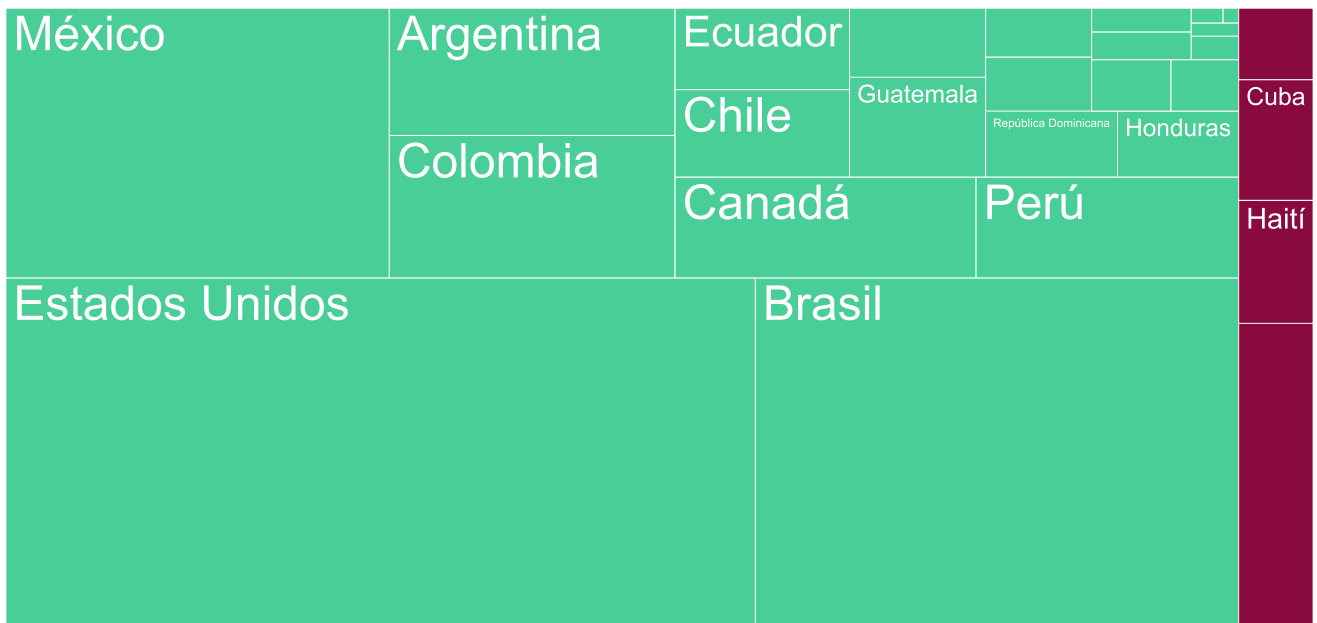 México
Argentina
Ecuador
Chile
Colombia
Guatemala
República Dominicana
Honduras
Canadá
Perú
Estados Unidos
Brasil
Cuba
Haití